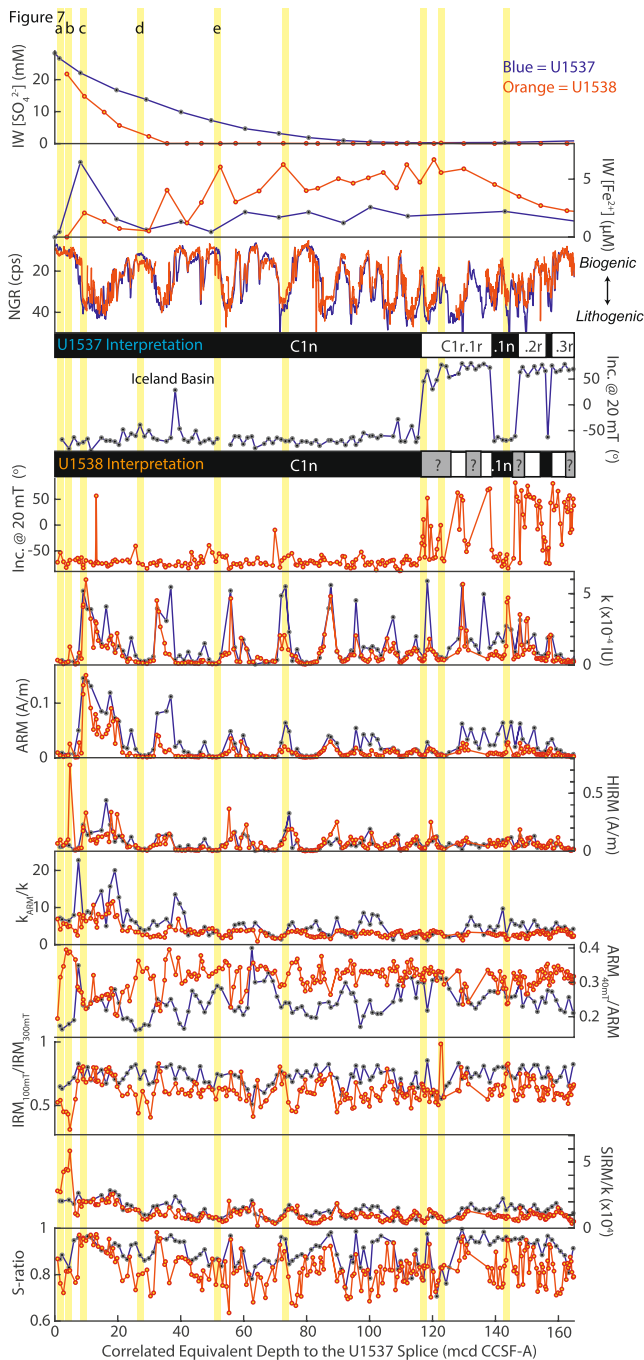 Figure 7
a b c d e
IW [SO₄²⁻] (mM)
20
10
0
Blue = U1537
Orange = U1538
IW [Fe²⁺] (μM)
5
0
NGR (cps)
20
40
Biogenic
Lithogenic
U1537 Interpretation C1n C1r.1r .1n .2r .3r
Iceland Basin
Inc. @ 20 mT (°)
50
0
-50
U1538 Interpretation C1n ? ? .1n ? ?
Inc. @ 20 mT (°)
50
0
-50
k (x10⁻⁴ IU)
5
0
ARM (A/m)
0.1
0
HIRM (A/m)
5
0
kARM/k
20
10
0
ARM40mT/ARM
0.4
0.3
0.2
IRM100mT/IRM300mT
1
0.5
SIRM/k (x10⁴)
5
0
S-ratio
1
0.8
0.6
0 20 40 60 80 100 120 140 160
Correlated Equivalent Depth to the U1537 Splice (mcd CCSF-A)